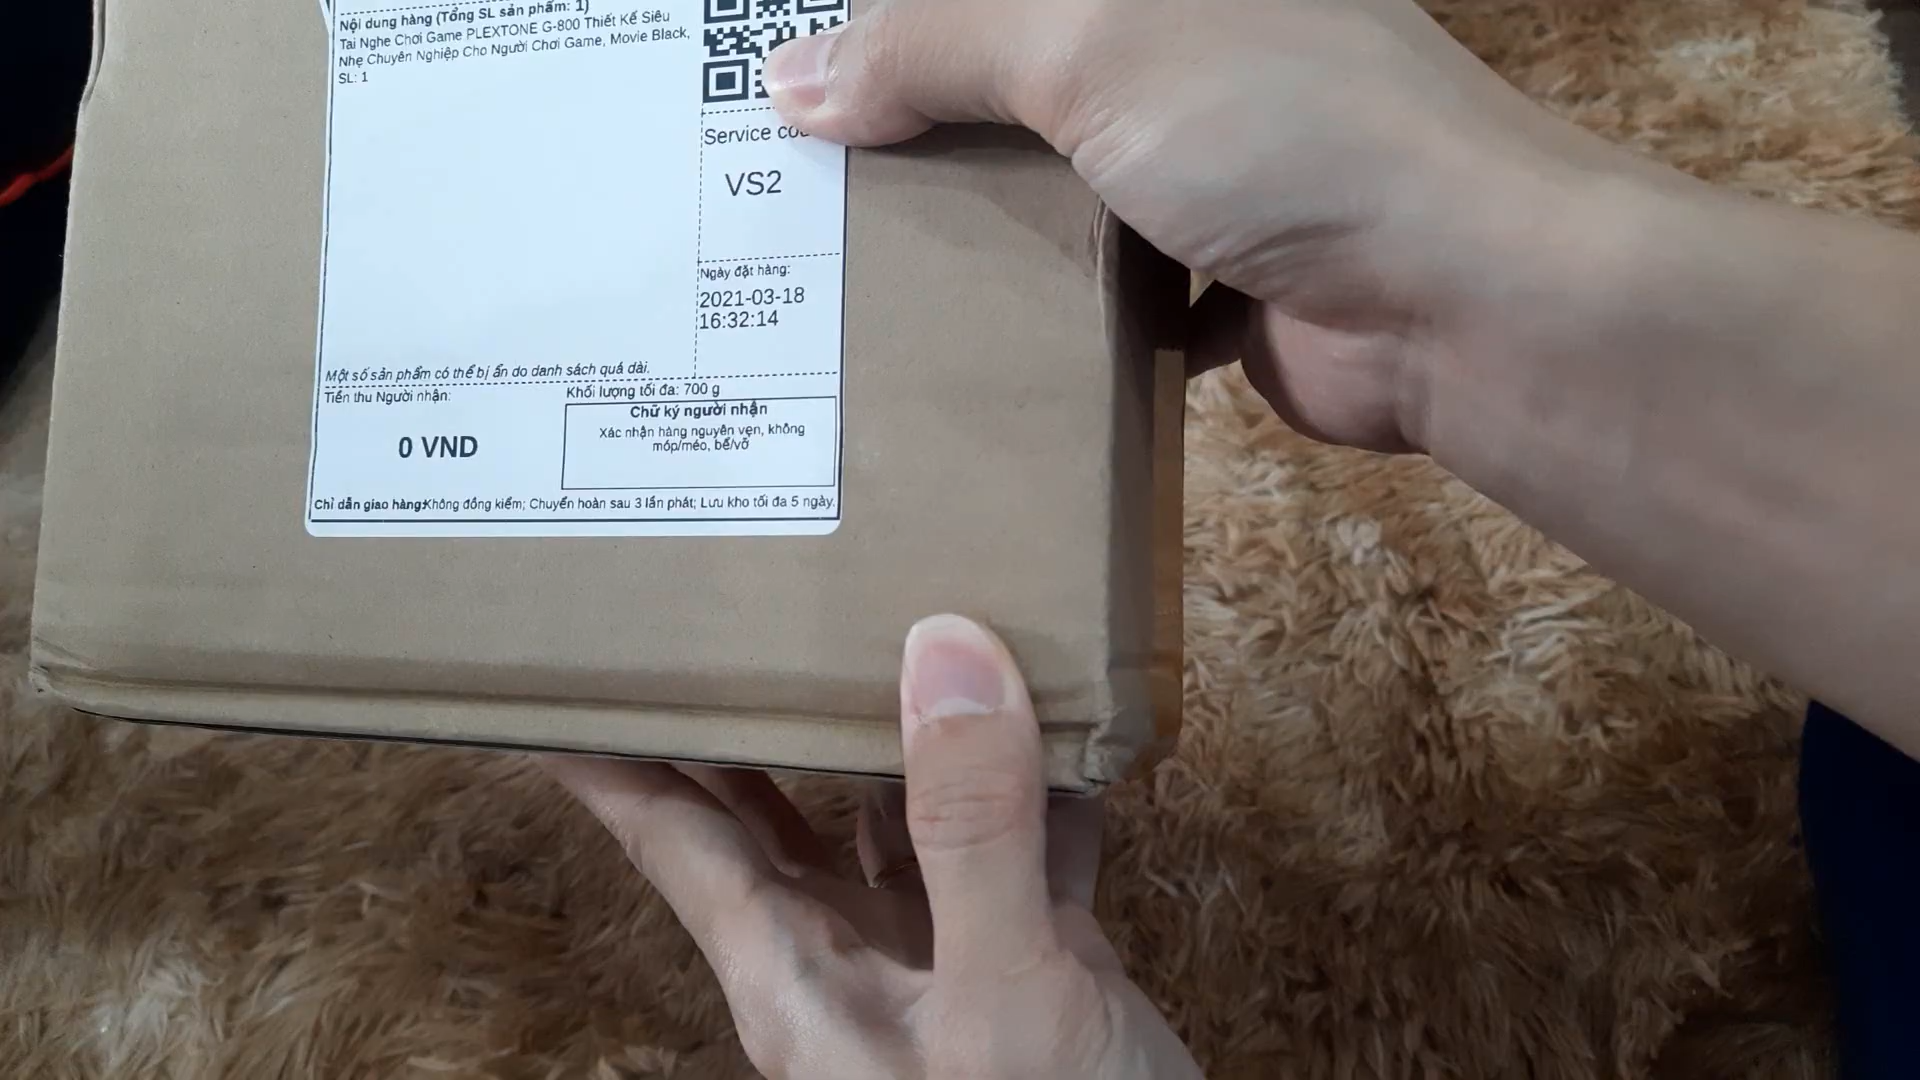 Nội dung hàng (Tổng SL sản phẩm: 1)
Tai Nghe Chơi Game PLEXTONE G-800 Thiết Kế Siêu
Nhẹ Chuyên Nghiệp Cho Người Chơi Game, Movie Black,
SL: 1
Service
VS2
Ngày đặt hàng:
2021-03-18
16:32:14
Một số sản phẩm có thể bị ẩn do danh sách quá dài.
Tiền thu Người nhận:
0 VND
Khối lượng tối đa: 700 g
Chữ ký người nhận
Xác nhận hàng nguyên vẹn, không
móp/méo, bể/vỡ
Chỉ dẫn giao hàng:Không đồng kiểm; Chuyển hoàn sau 3 lần phát; Lưu kho tối đa 5 ngày.